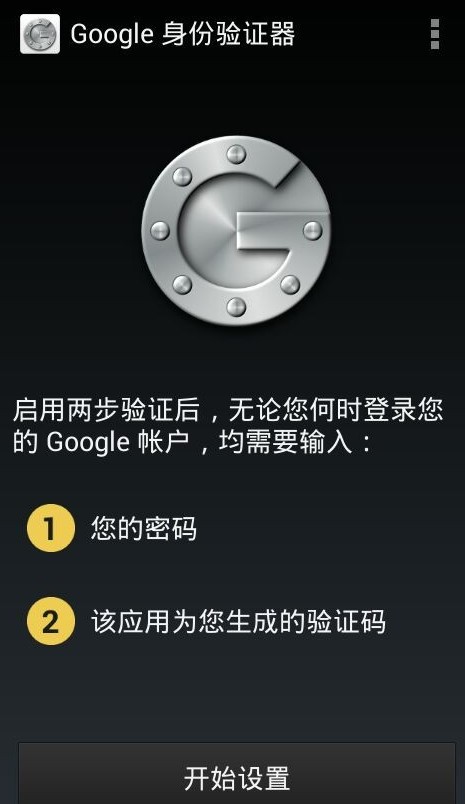 Google 身份验证器
启用两步验证后，无论您何时登录您
的 Google 帐户，均需要输入：
1 您的密码
2 该应用为您生成的验证码
开始设置